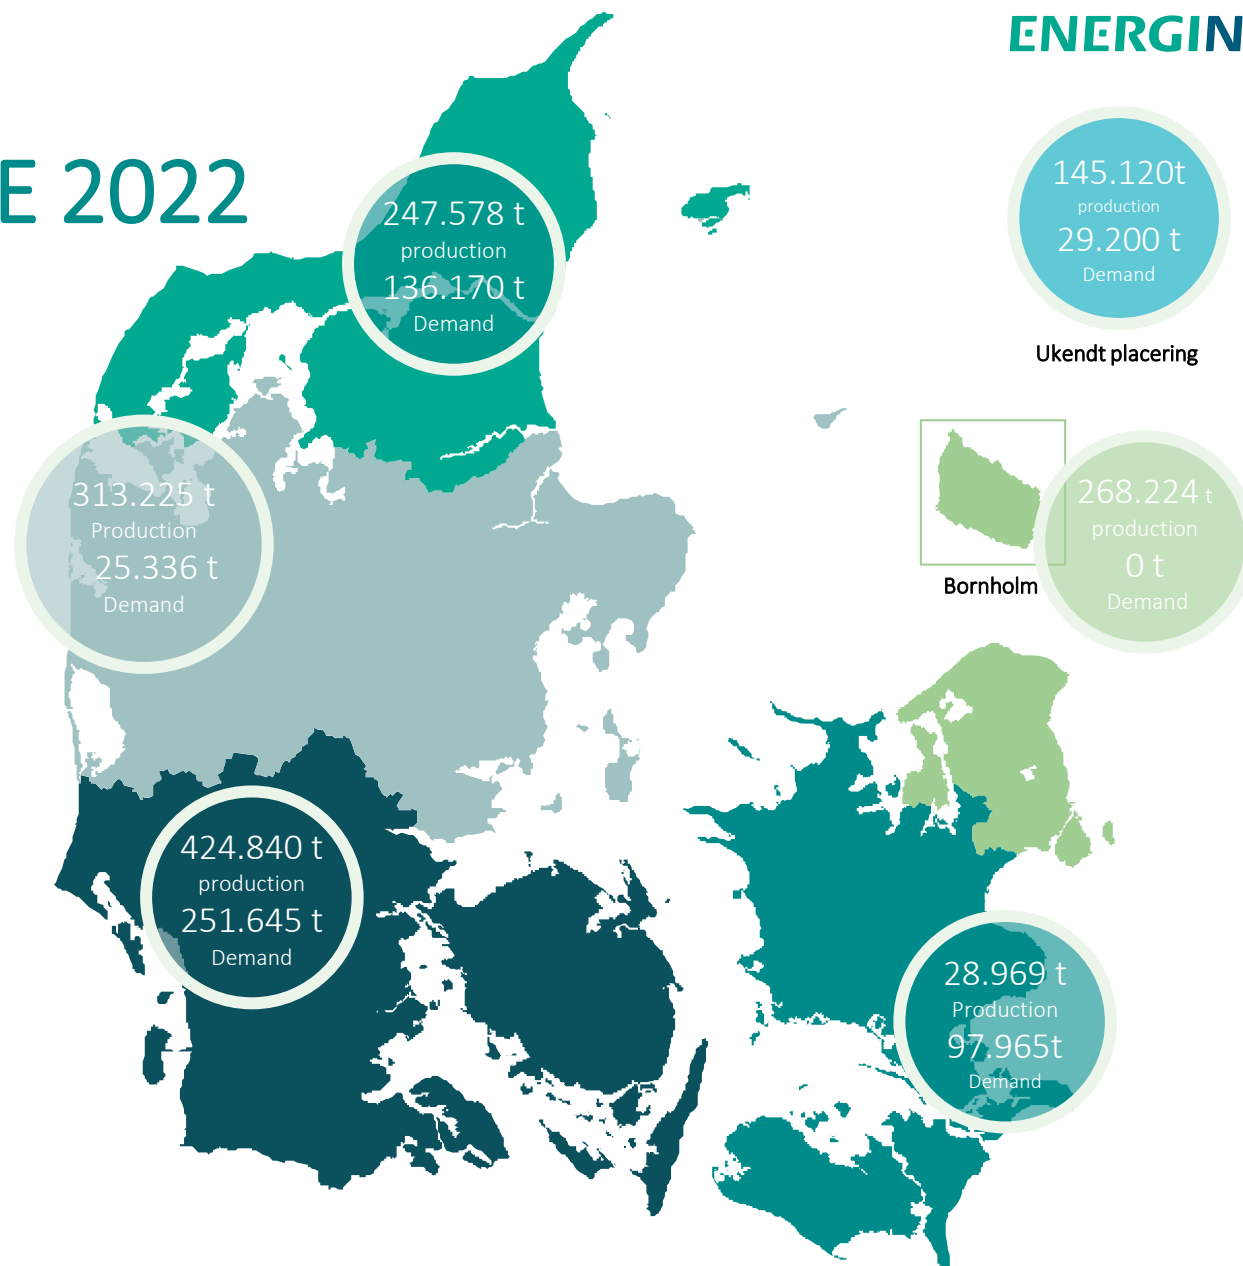 ENERGIN
E 2022
247.578 t
production
136.170 t
Demand
145.120t
production
29.200 t
Demand
Ukendt placering
313.225 t
Production
25.336 t
Demand
268.224 t
production
0 t
Demand
Bornholm
424.840 t
production
251.645 t
Demand
28.969 t
Production
97.965t
Demand